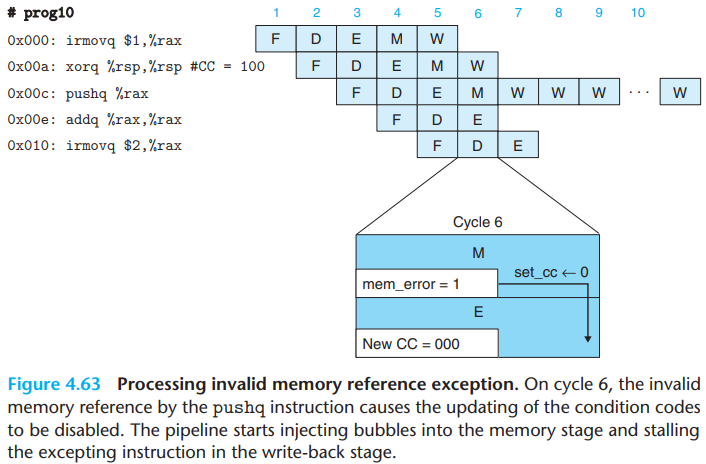 # prog10 1 2 3 4 5 6 7 8 9 10
0x000: irmovq $1,%rax F D E M W
0x00a: xorq %rsp,%rsp #CC = 100 F D E M W
0x00c: pushq %rax F D E M W W W ··· W
0x00e: addq %rax,%rax F D E
0x010: irmovq $2,%rax F D E
Cycle 6
M
set_cc ← 0
mem_error = 1
E
New CC = 000
Figure 4.63 Processing invalid memory reference exception. On cycle 6, the invalid
memory reference by the pushq instruction causes the updating of the condition codes
to be disabled. The pipeline starts injecting bubbles into the memory stage and stalling
the excepting instruction in the write-back stage.